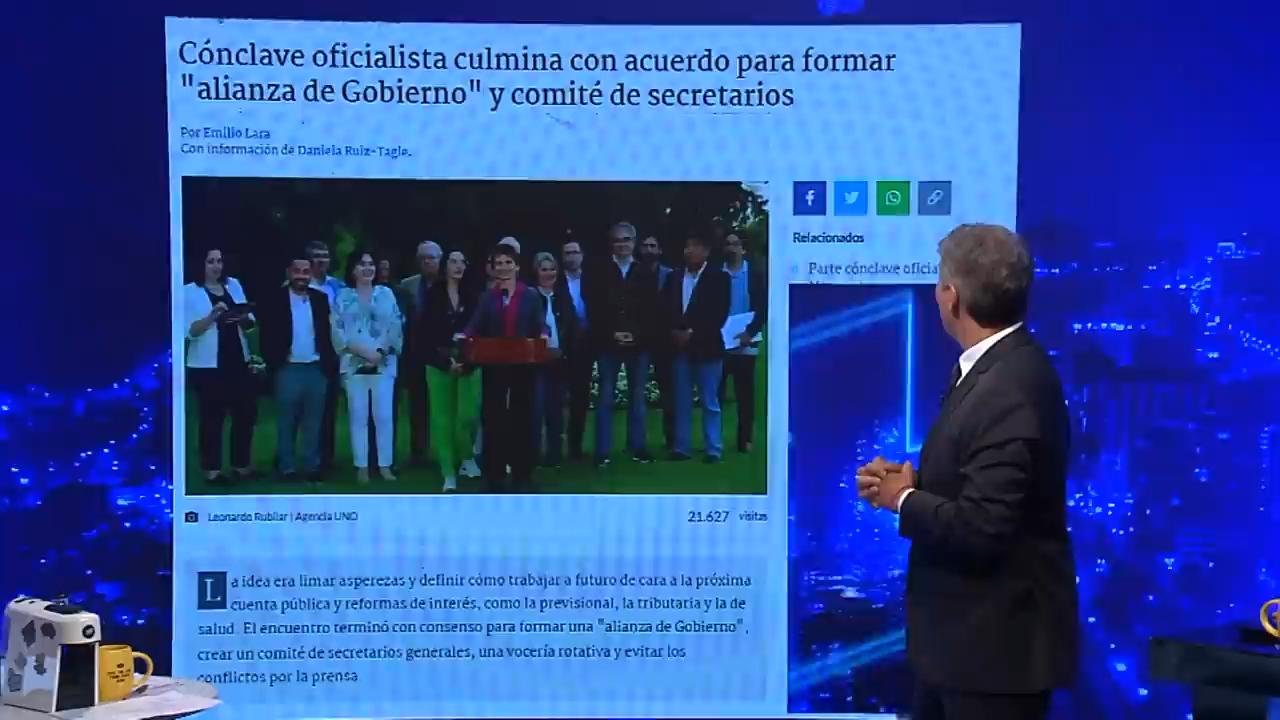 Cónclave oficialista culmina con acuerdo para formar
"alianza de Gobierno" y comité de secretarios
Por Emilio Lara
Con información de Daniela Ruiz-Tagle.
Relacionados
Parte cónclave oficia
Leonardo Rubilar | Agencia UNO
21.627 visitas
La idea era limar asperezas y definir cómo trabajar a futuro de cara a la próxima
cuenta pública y reformas de interés, como la previsional, la tributaria y la de
salud. El encuentro terminó con consenso para formar una "alianza de Gobierno",
crear un comité de secretarios generales, una vocería rotativa y evitar los
conflictos por la prensa